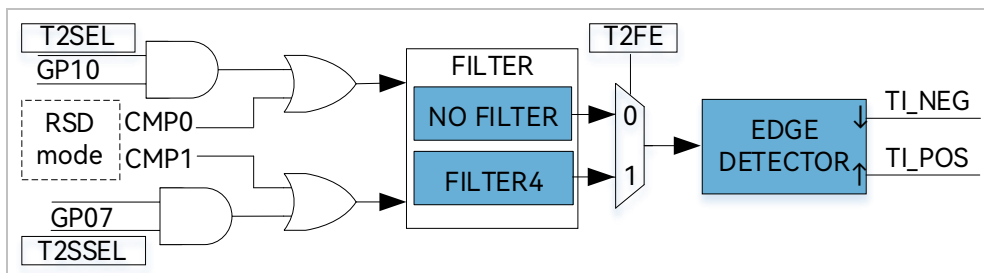 T2SEL
GP10
RSD
mode
CMP0
CMP1
GP07
T2SSEL
FILTER
NO FILTER
FILTER4
T2FE
0
1
EDGE
DETECTOR
↓
↑
TI_NEG
TI_POS